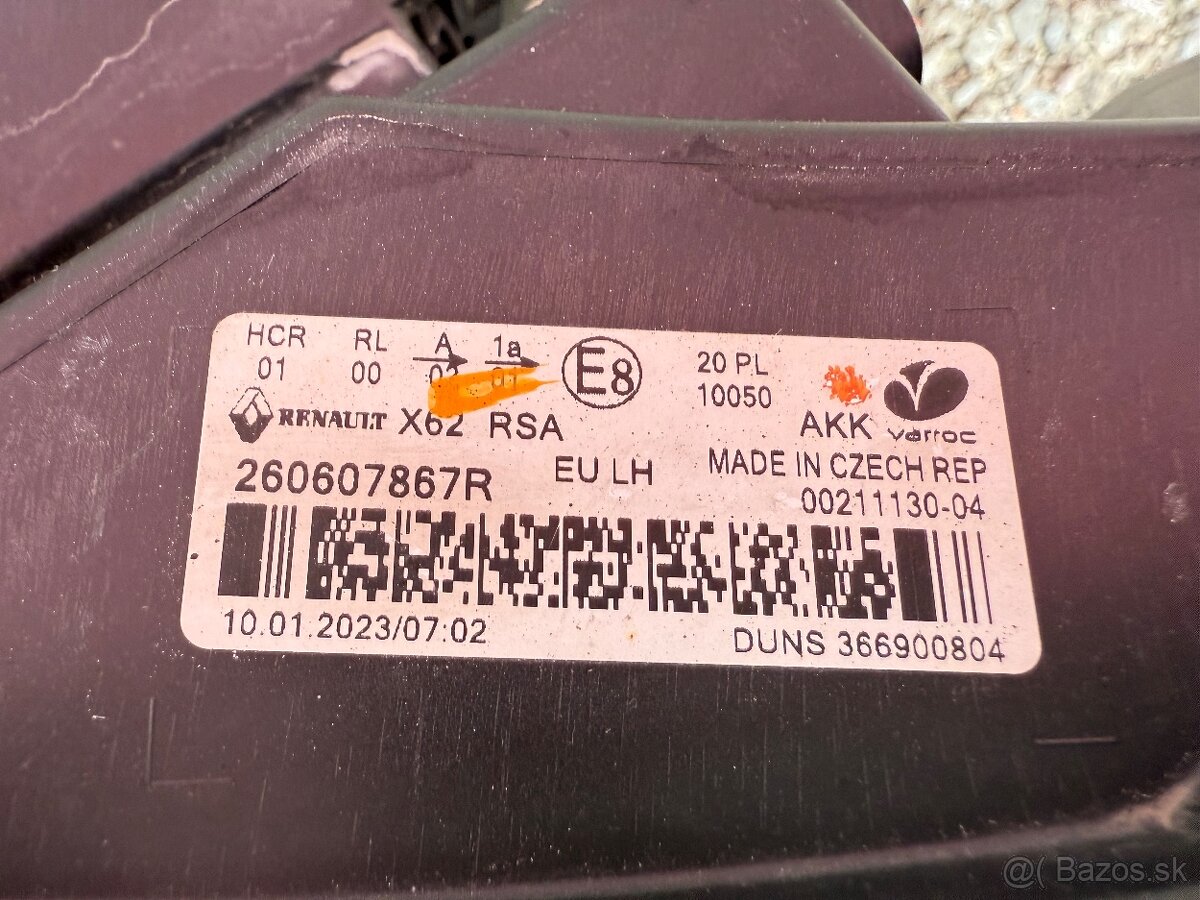 HCR RL A 1a E8 20 PL
01 00 01 10050
RENAULT X62 RSA AKK varroc
260607867R EU LH MADE IN CZECH REP
00211130-04
10.01.2023/07:02 DUNS 366900804
@( Bazos.sk